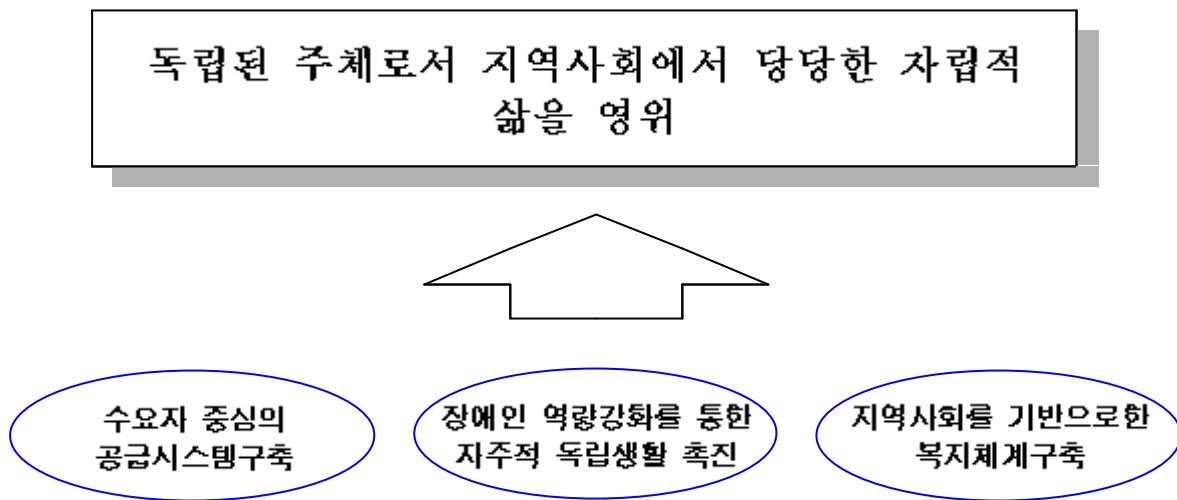 독립된 주체로서 지역사회에서 당당한 자립적
삶을 영위
수요자 중심의
공급시스템구축
장애인 역량강화를 통한
자주적 독립생활 촉진
지역사회를 기반으로한
복지체계구축